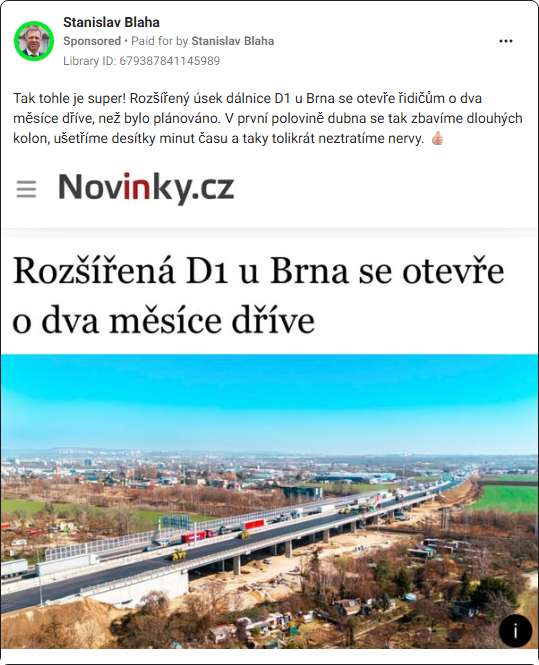 Stanislav Blaha
Sponsored • Paid for by Stanislav Blaha
Library ID: 679387841145989
Tak tohle je super! Rozšířený úsek dálnice D1 u Brna se otevře řidičům o dva
měsíce dříve, než bylo plánováno. V první polovině dubna se tak zbavíme dlouhých
kolon, ušetříme desítky minut času a taky tolikrát neztratíme nervy. 👍🏻
Novinky.cz
Rozšířená D1 u Brna se otevře
o dva měsíce dříve